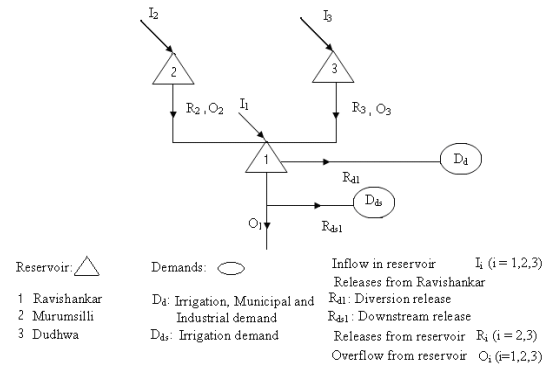 I2
I3
2
3
R2 , O2
I1
R3 , O3
1
Dd
Rd1
Dds
O1
Rds1
Reservoir:
Demands:
Inflow in reservoir Ii (i = 1,2,3)
Releases from Ravishankar
1 Ravishankar
Dd: Irrigation, Municipal and
Industrial demand
Rd1: Diversion release
2 Murumsilli
Rds1: Downstream release
3 Dudhwa
Dds: Irrigation demand
Releases from reservoir Ri (i = 2,3)
Overflow from reservoir Oi (i=1,2,3)